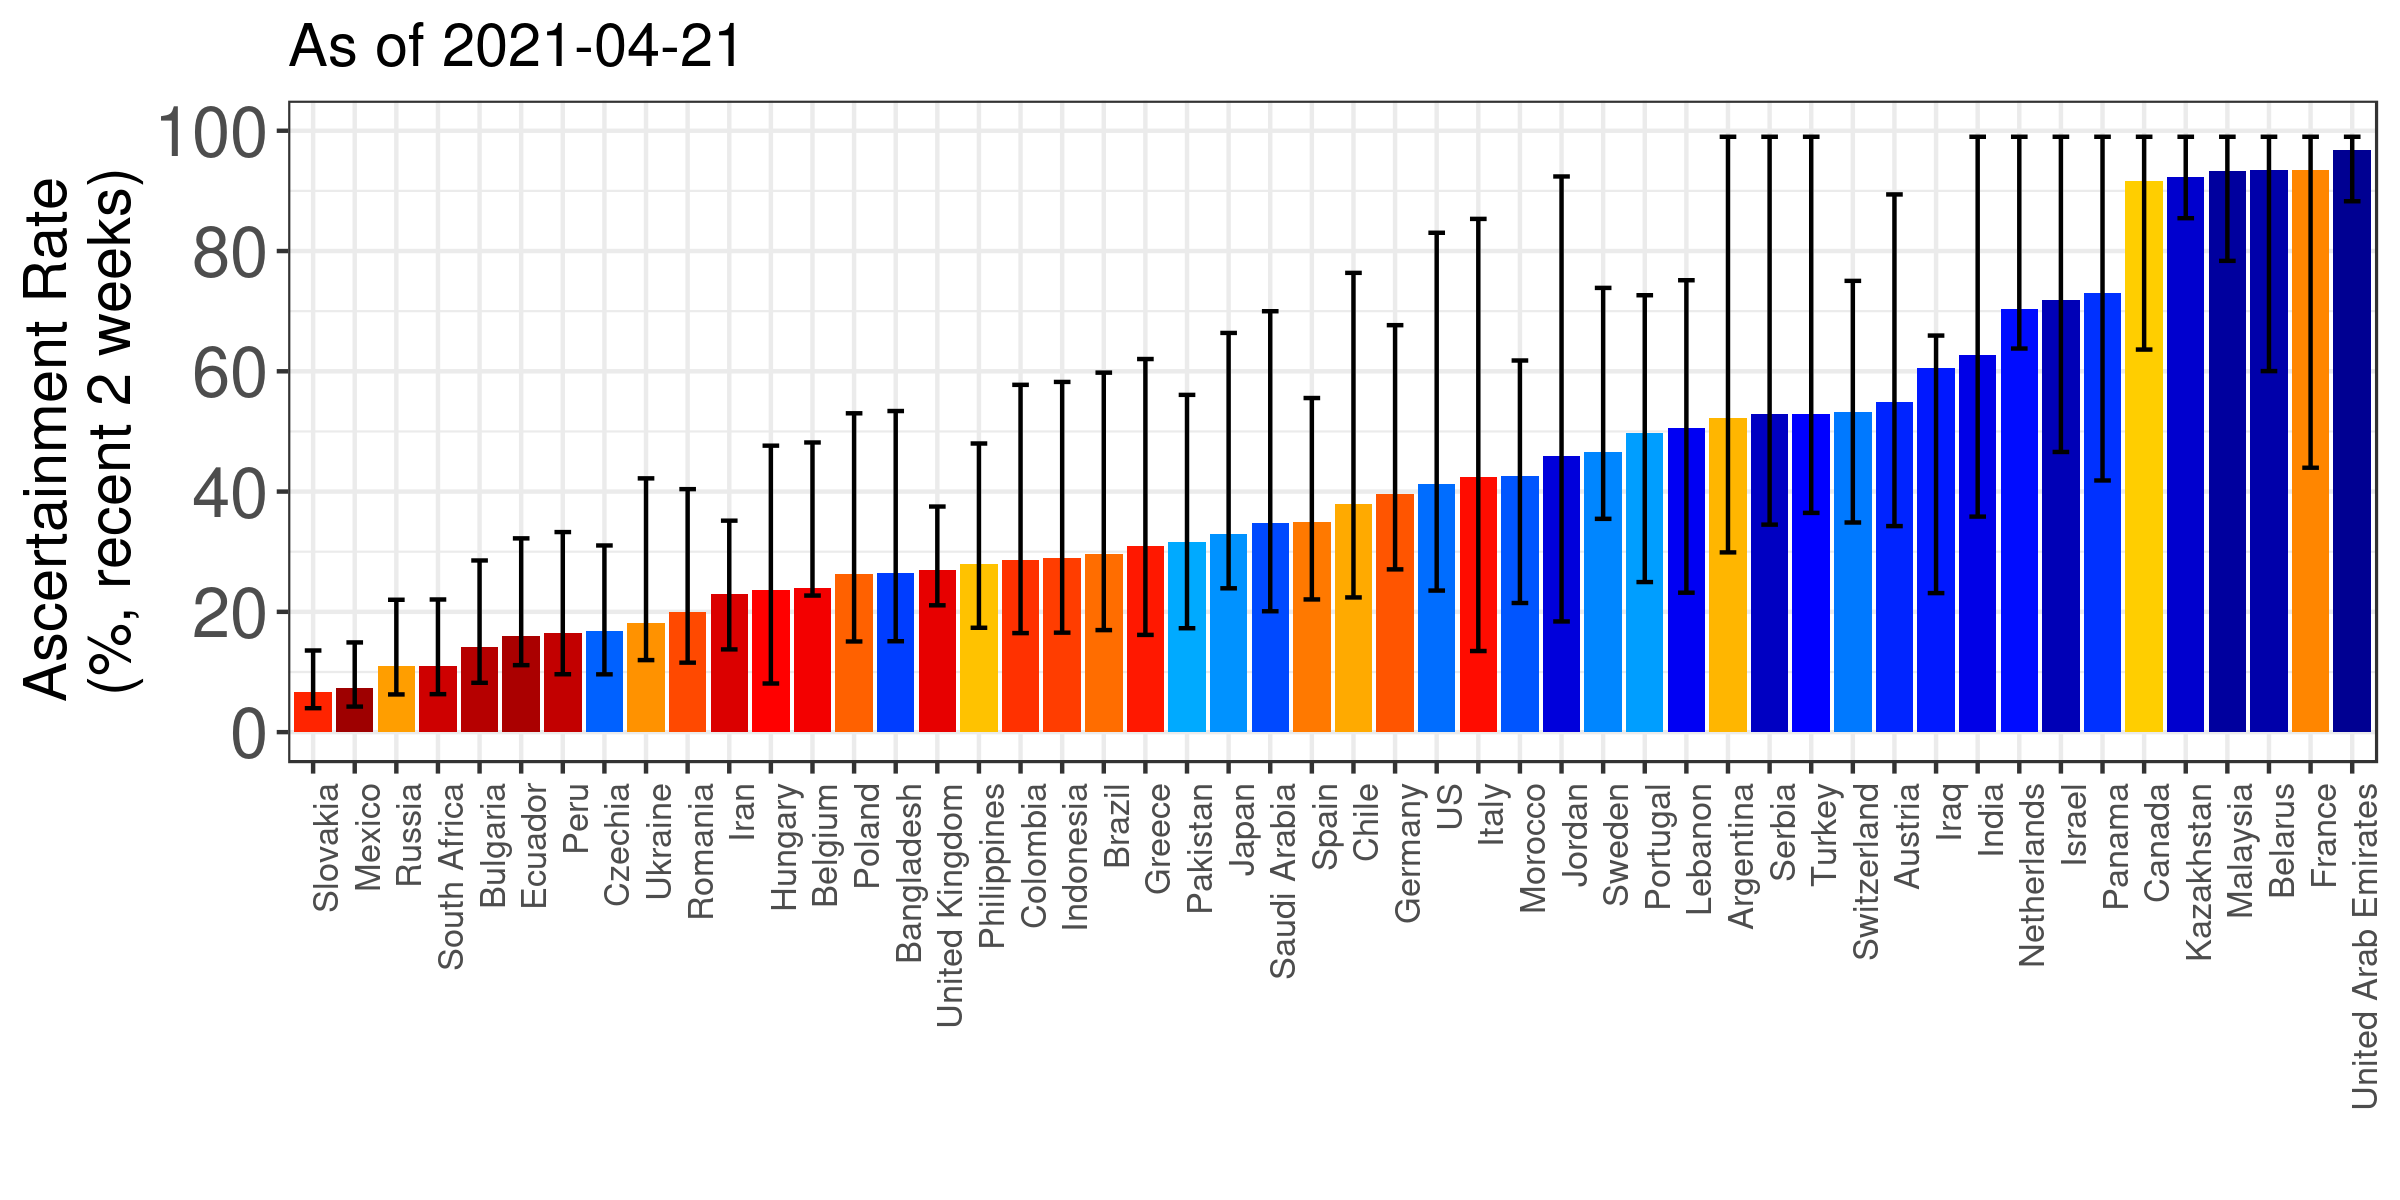 As of 2021-04-21
Ascertainment Rate
(%, recent 2 weeks)
100
80
60
40
20
0
Slovakia
Mexico
Russia
South Africa
Bulgaria
Ecuador
Peru
Czechia
Ukraine
Romania
Iran
Hungary
Belgium
Poland
Bangladesh
United Kingdom
Philippines
Colombia
Indonesia
Brazil
Greece
Pakistan
Japan
Saudi Arabia
Spain
Chile
Germany
US
Italy
Morocco
Jordan
Sweden
Portugal
Lebanon
Argentina
Serbia
Turkey
Switzerland
Austria
Iraq
India
Netherlands
Israel
Panama
Canada
Kazakhstan
Malaysia
Belarus
France
United Arab Emirates